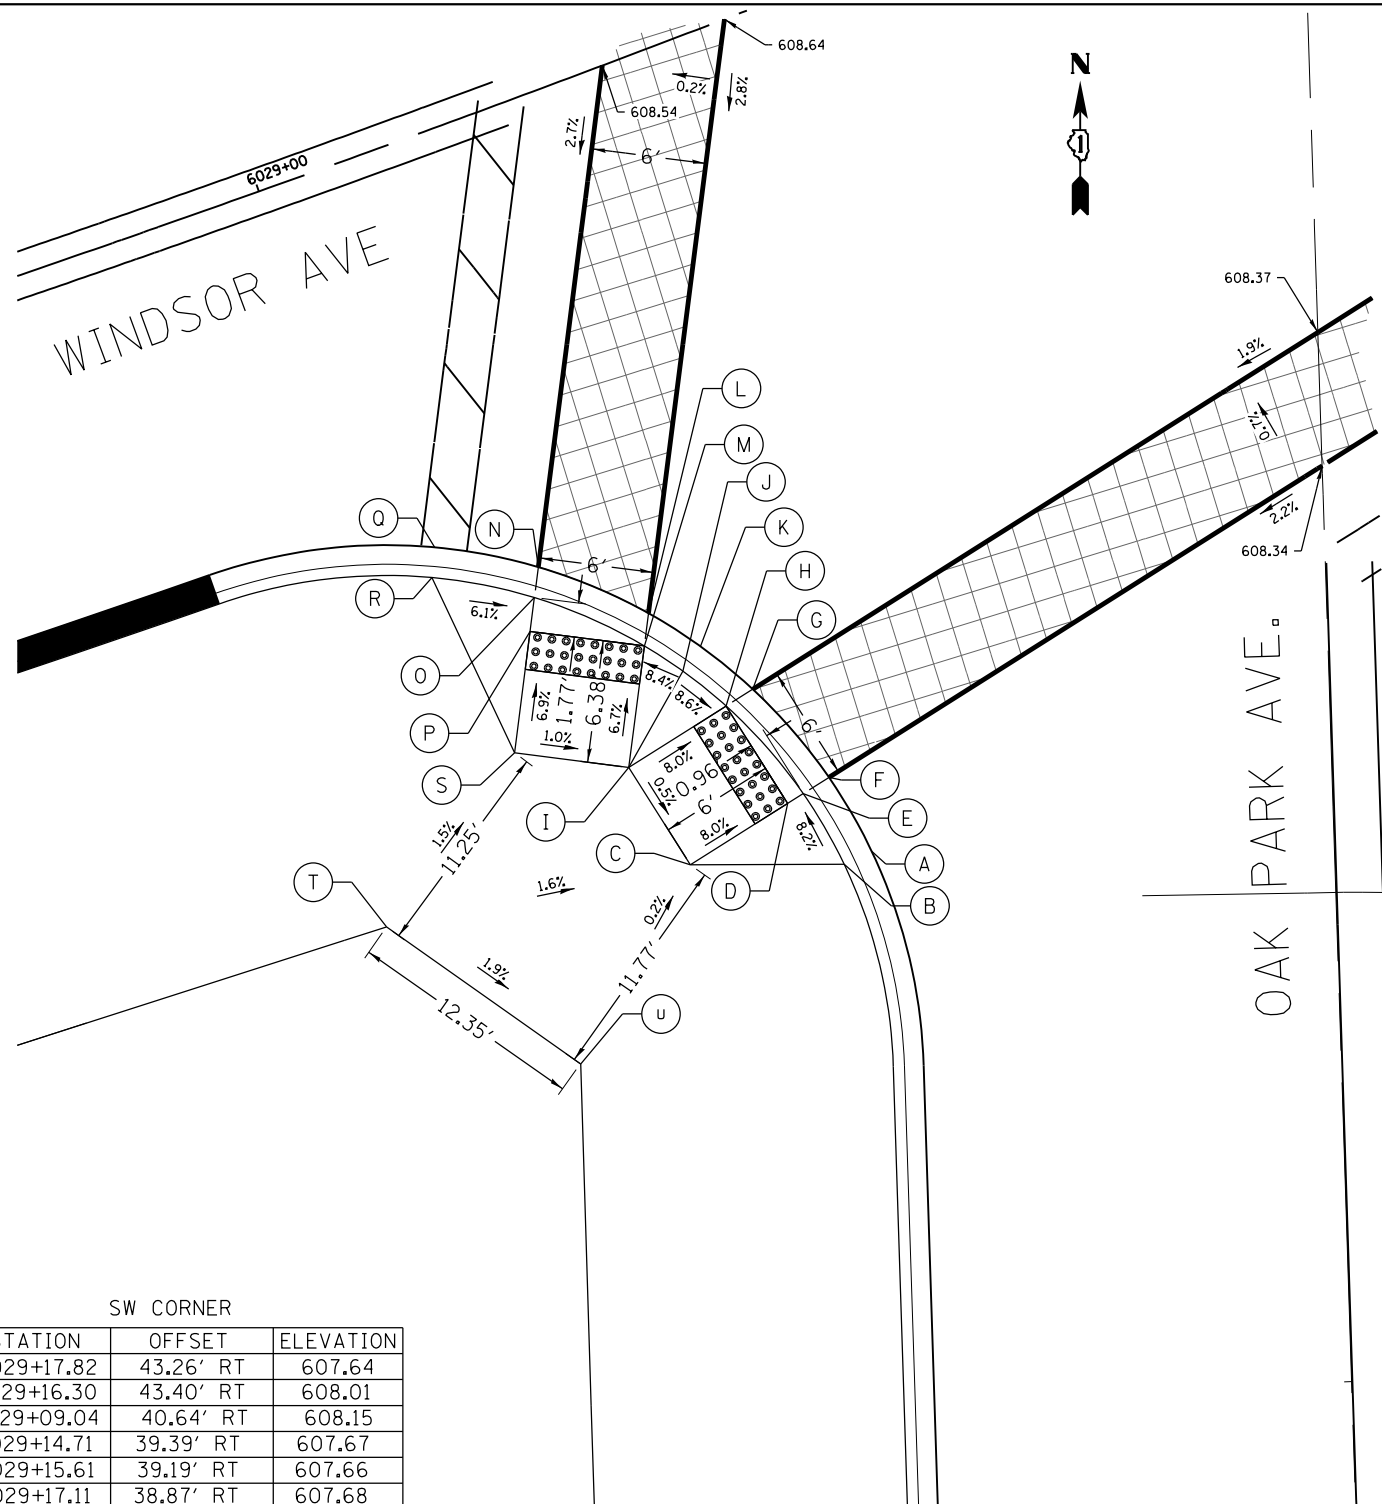 608.64
0.2%
2.8%
608.54
2.7%
6'
N
1
6029+00
WINDSOR AVE
608.37
1.9%
0.7%
2.2%
608.34
L
M
J
K
H
G
Q
N
6'
R
6.1%
O
P
S
I
6.9%
1.77'
6.38
6.7%
1.0%
8.4%
8.6%
8.0%
0.96
0.5%
6'
8.0%
8.2%
6'
F
E
A
B
C
D
T
1.5%
11.25'
1.6%
0.2%
11.77'
1.9%
12.35'
U
OAK PARK AVE.
SW CORNER
TATION OFFSET ELEVATION
029+17.82 43.26' RT 607.64
29+16.30 43.40' RT 608.01
29+09.04 40.64' RT 608.15
029+14.71 39.39' RT 607.67
029+15.61 39.19' RT 607.66
029+17.11 38.87' RT 607.68